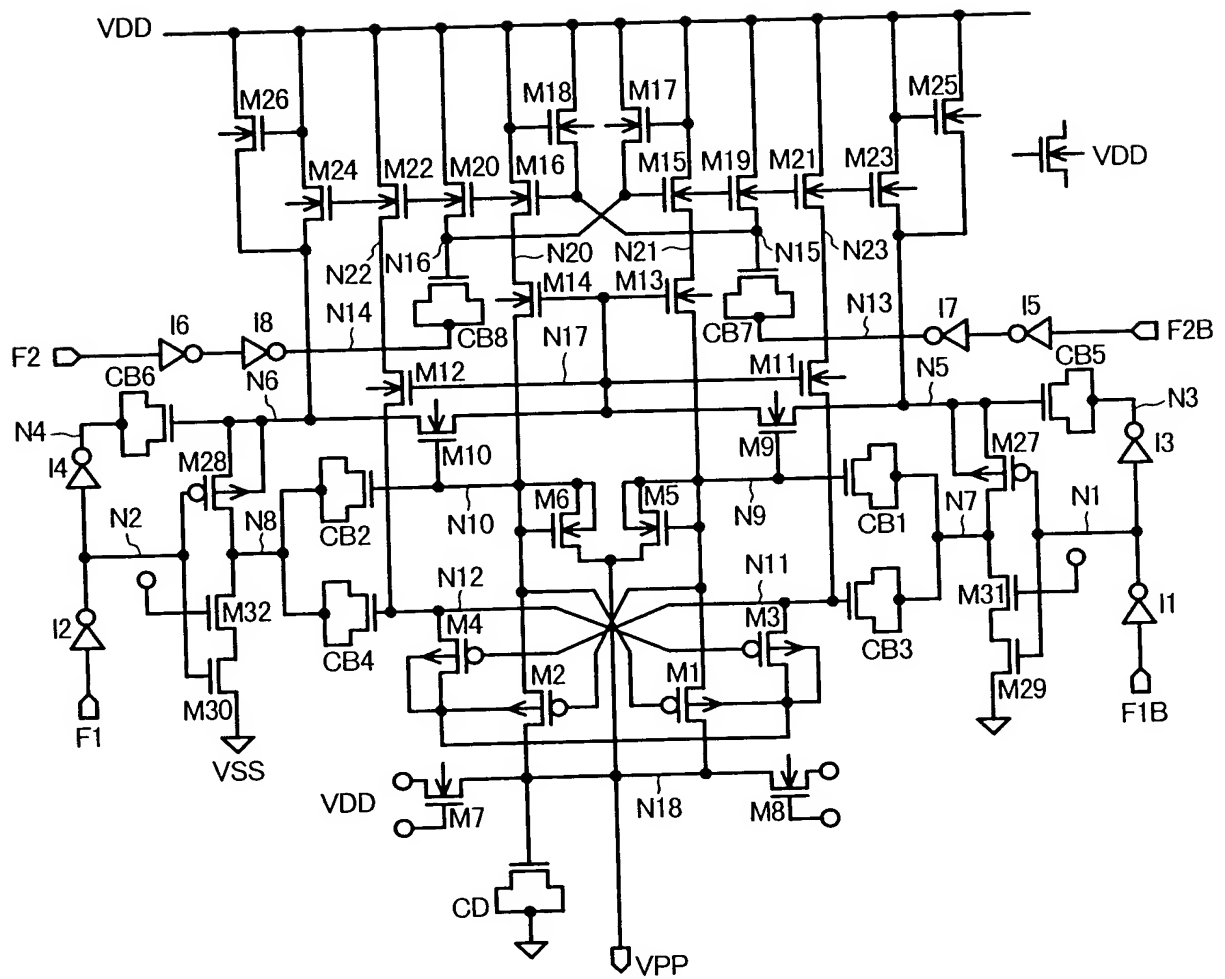 VDD
M26
M18
M17
M25
VDD
M24
M22
M20
M16
M15
M19
M21
M23
N22
N16
N20
N21
N15
N23
M14
M13
I6
I8
N14
CB8
CB7
N13
I7
I5
F2
F2B
CB6
N6
M12
N17
M11
N5
CB5
N4
N3
I4
M28
M10
M9
M27
I3
N2
N8
CB2
N10
M6
M5
N9
CB1
N7
N1
I2
M32
N12
N11
M31
I1
CB4
M4
M3
CB3
M30
M2
M1
M29
F1
F1B
VSS
VDD
M7
N18
M8
CD
VPP